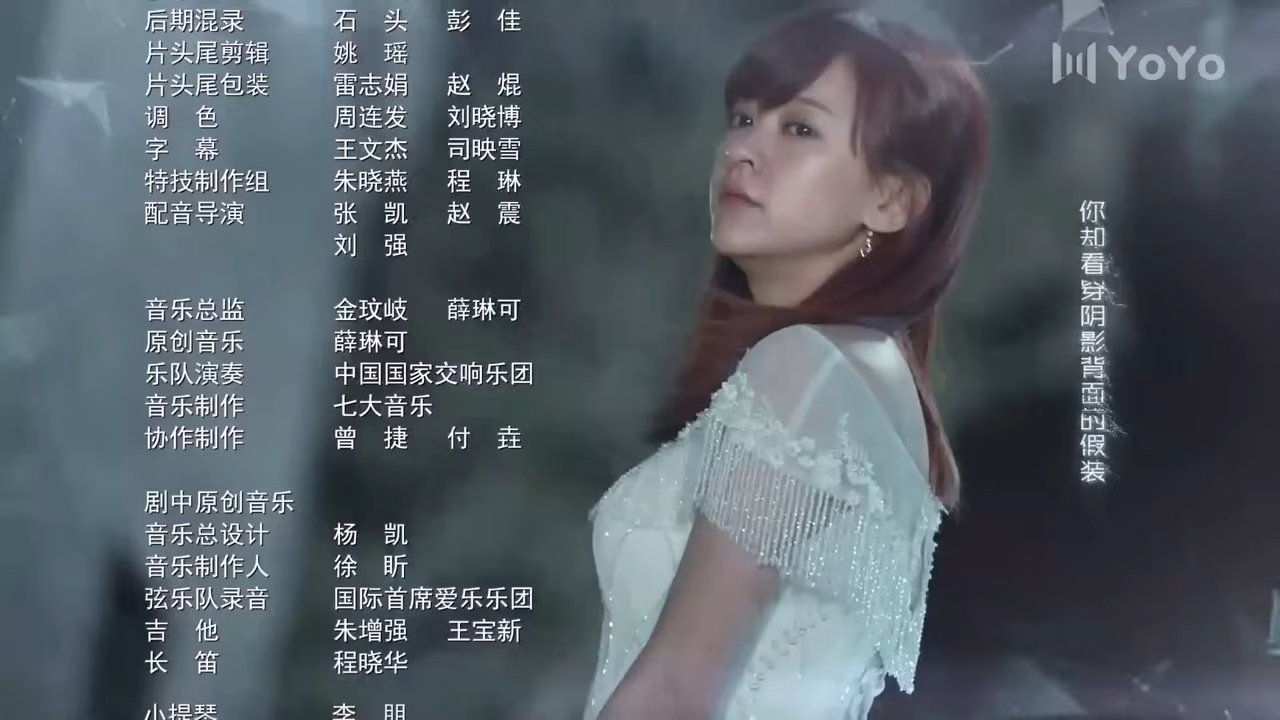 后期混录 石 头 彭 佳
片头尾剪辑 姚 瑶
片头尾包装 雷志娟 赵 焜
调 色 周连发 刘晓博
字 幕 王文杰 司映雪
特技制作组 朱晓燕 程 琳
配音导演 张 凯 赵 震
刘 强
音乐总监 金玟岐 薛琳可
原创音乐 薛琳可
乐队演奏 中国国家交响乐团
音乐制作 七大音乐
协作制作 曾 捷 付 垚
剧中原创音乐
音乐总设计 杨 凯
音乐制作人 徐 昕
弦乐队录音 国际首席爱乐乐团
吉 他 朱增强 王宝新
长 笛 程晓华
小提琴 李 朋
YoYo
你却看穿阴影背面的假装